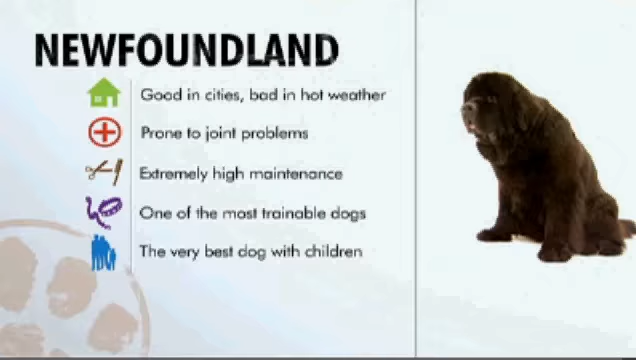 NEWFOUNDLAND
Good in cities, bad in hot weather
Prone to joint problems
Extremely high maintenance
One of the most trainable dogs
The very best dog with children